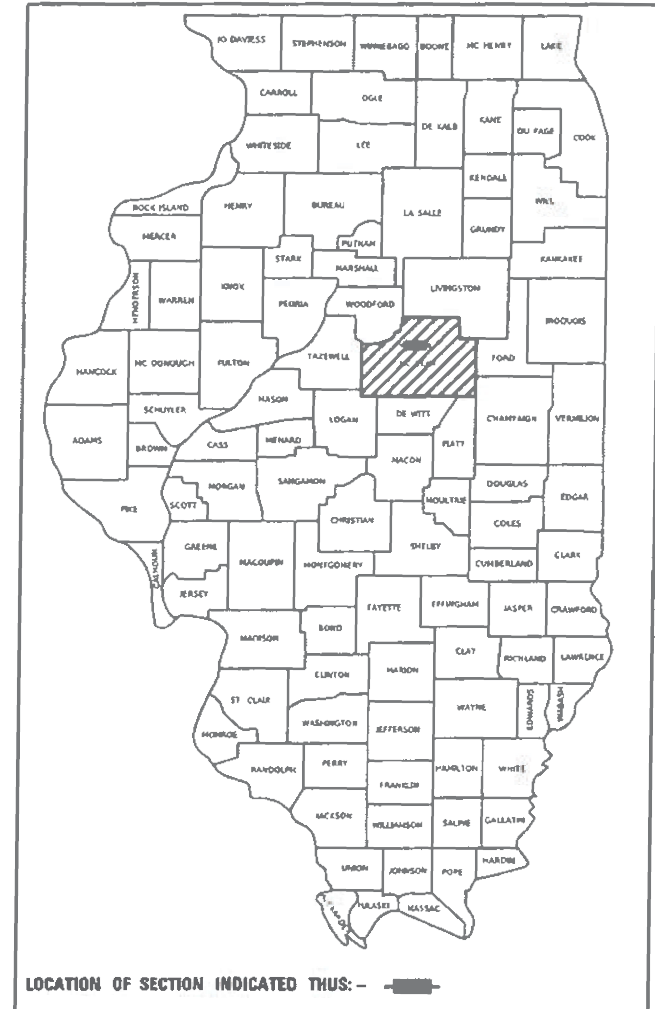 JO DAVIESS STEPHENSON WINNEBAGO BOONE MC HENRY LAKE
CARROLL OGLE DE KALB KANE DU PAGE COOK
WHITESIDE LEE
KENDALL
ROCK ISLAND HENRY BUREAU LA SALLE WILL
MERCER PUTNAM GRUNDY
STARK MARSHALL KANKAKEE
HENDERSON WARREN KNOX PEORIA WOODFORD LIVINGSTON IROQUOIS
HANCOCK MC DONOUGH FULTON TAZEWELL FORD
MASON
SCHUYLER LOGAN DE WITT CHAMPAIGN VERMILION
ADAMS BROWN CASS MENARD MACON PIATT
PIKE SCOTT MORGAN SANGAMON MOULTRIE DOUGLAS EDGAR
CHRISTIAN COLES
CALHOUN GREENE MACOUPIN MONTGOMERY SHELBY CUMBERLAND CLARK
JERSEY FAYETTE EFFINGHAM JASPER CRAWFORD
MADISON BOND
CLAY RICHLAND LAWRENCE
ST CLAIR CLINTON MARION
WAYNE EDWARDS WABASH
MONROE WASHINGTON JEFFERSON
RANDOLPH PERRY HAMILTON WHITE
FRANKLIN
JACKSON WILLIAMSON SALINE GALLATIN
UNION JOHNSON POPE HARDIN
PULASKI MASSAC
LOCATION OF SECTION INDICATED THUS: -